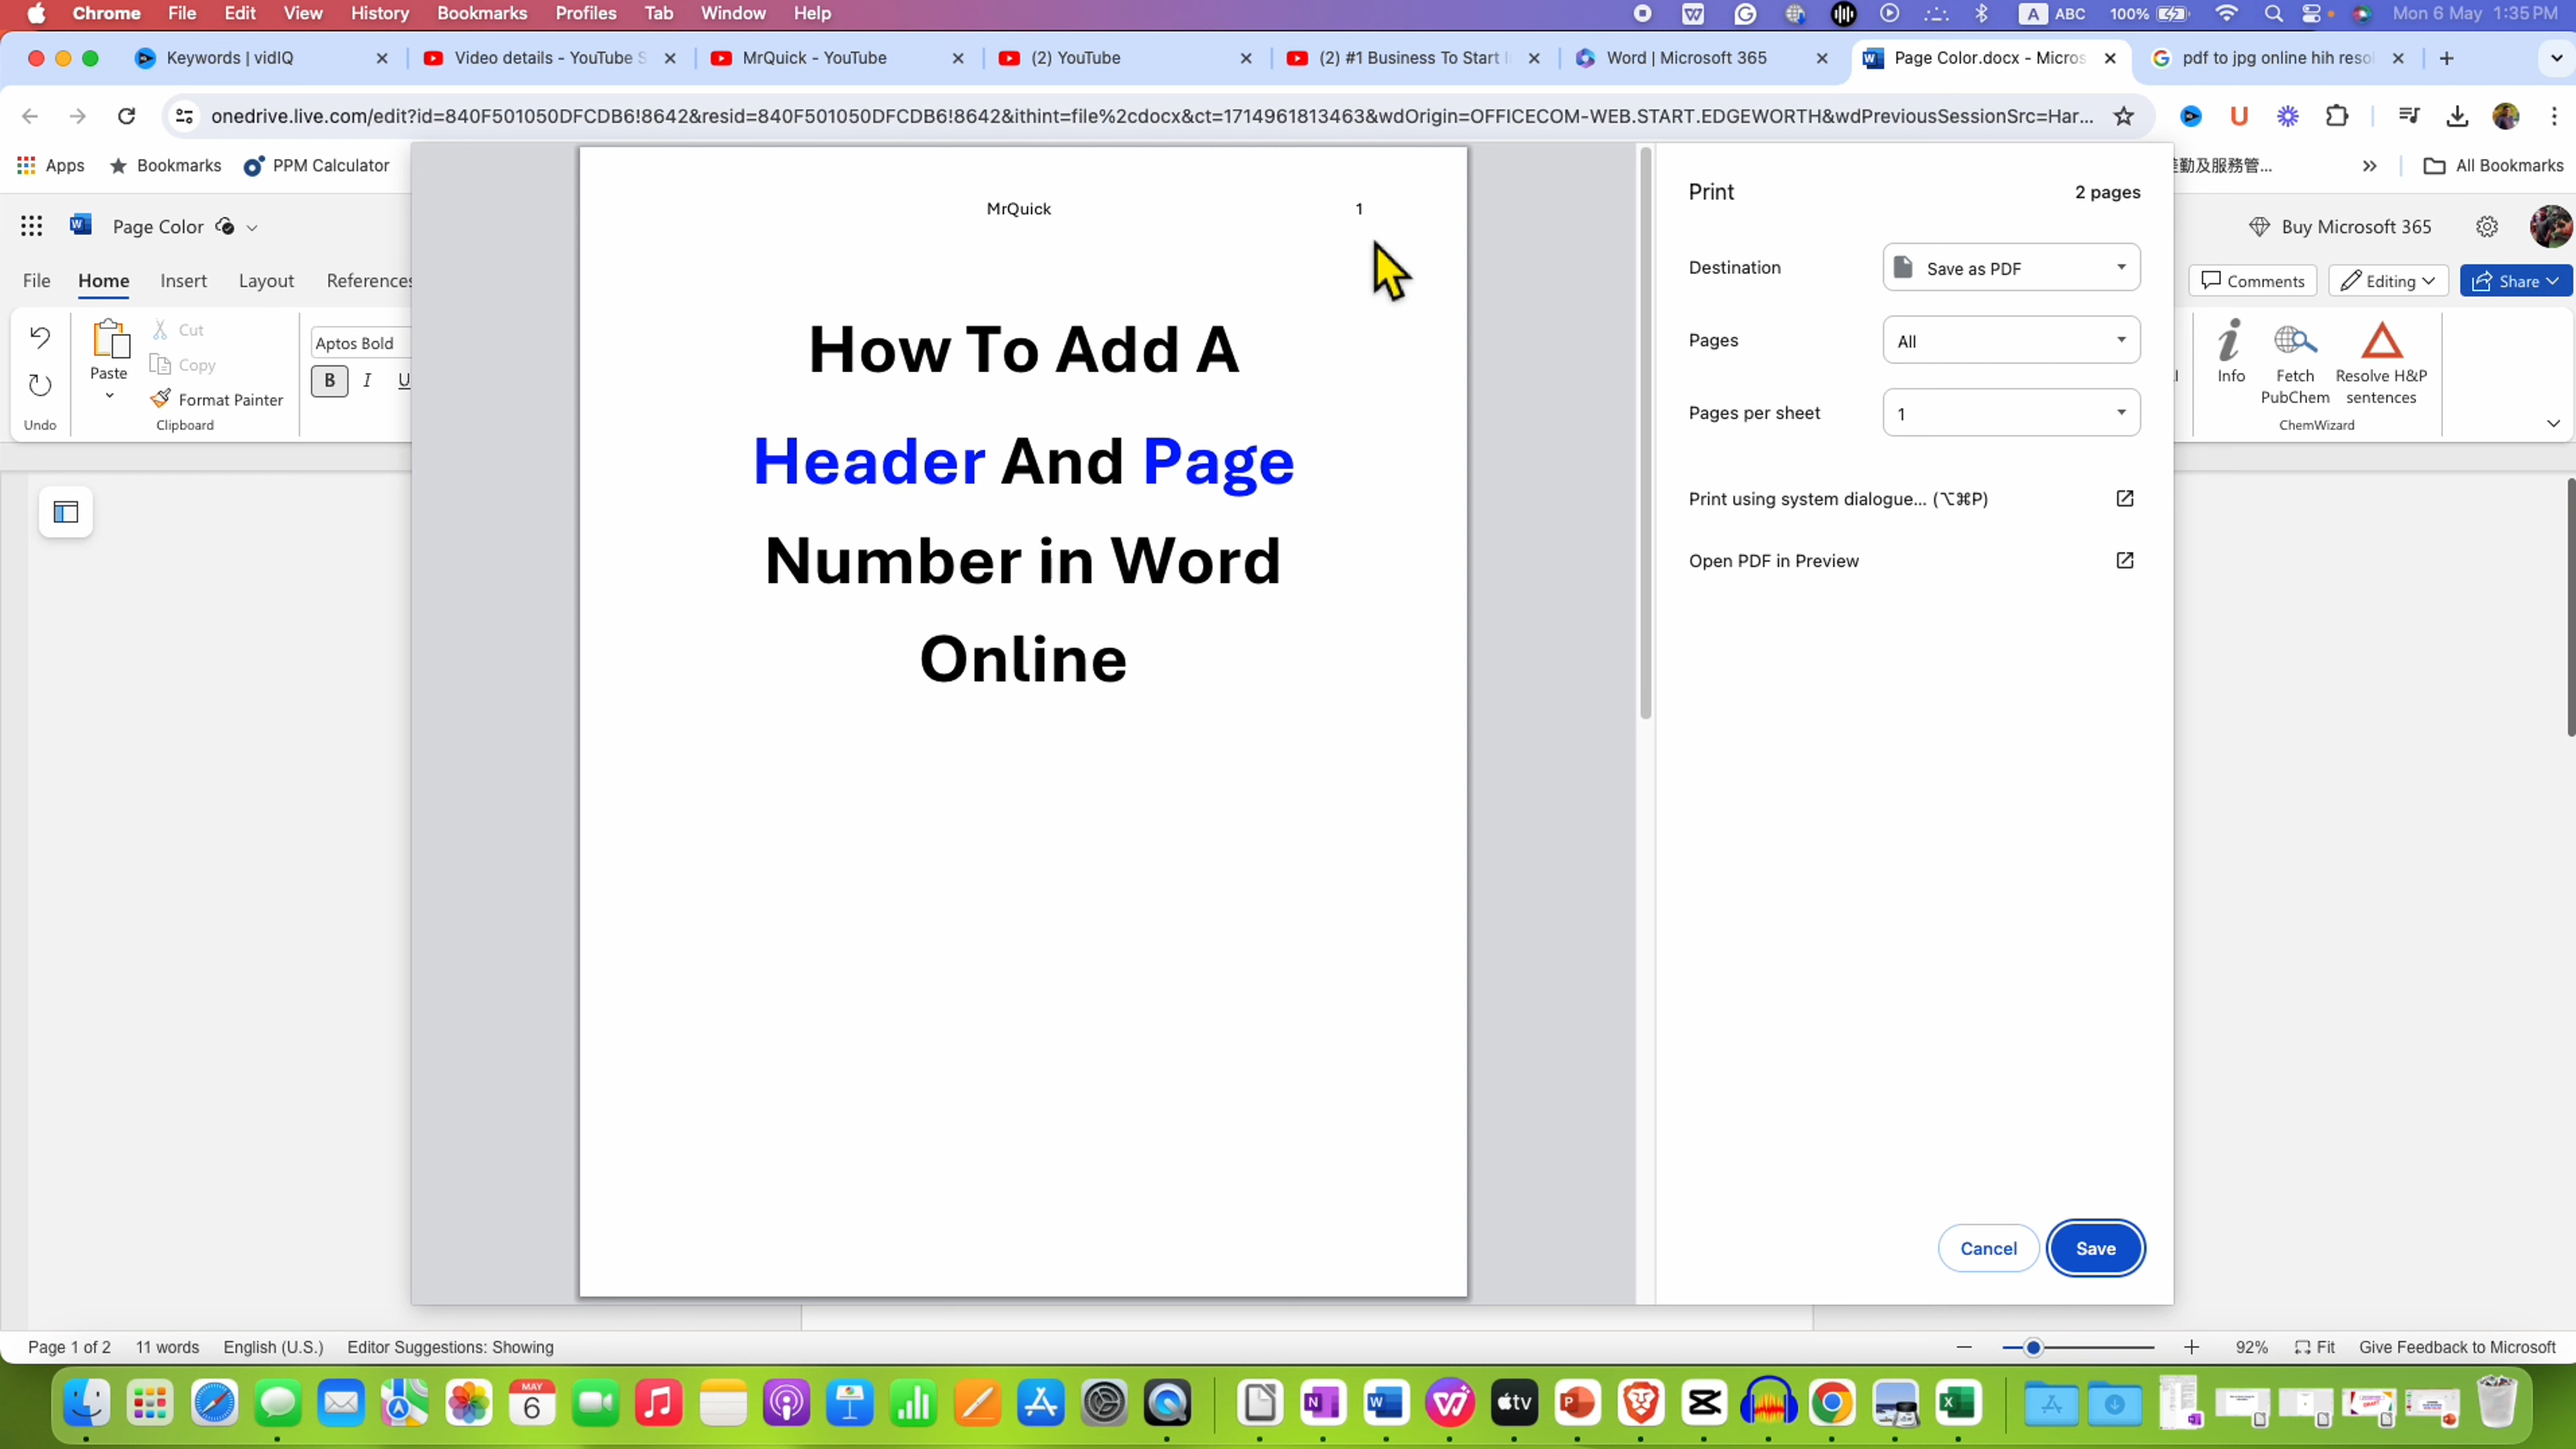 Chrome File Edit View History Bookmarks Profiles Tab Window Help ABC 100% Mon 6 May 1:35 PM
Keywords | vidIQ
Video details - YouTube S
MrQuick - YouTube
(2) YouTube
(2) #1 Business To Start I
Word | Microsoft 365
Page Color.docx - Micros
pdf to jpg online hih reso
onedrive.live.com/edit?id=840F501050DFCDB6!8642&resid=840F501050DFCDB6!8642&ithint=file%2cdocx&ct=1714961813463&wdOrigin=OFFICECOM-WEB.START.EDGEWORTH&wdPreviousSessionSrc=Har...
Apps Bookmarks PPM Calculator
勤及服務管... » All Bookmarks
Page Color
Buy Microsoft 365
File Home Insert Layout References
Comments Editing Share
Undo
Paste
Cut
Copy
Format Painter
Clipboard
Aptos Bold
B I U
Info
Fetch PubChem
Resolve H&P sentences
ChemWizard
MrQuick 1
How To Add A
Header And Page
Number in Word
Online
Print 2 pages
Destination Save as PDF
Pages All
Pages per sheet 1
Print using system dialogue... (⌥⌘P)
Open PDF in Preview
Cancel Save
Page 1 of 2 11 words English (U.S.) Editor Suggestions: Showing
92% Fit Give Feedback to Microsoft
MAY
6
tv